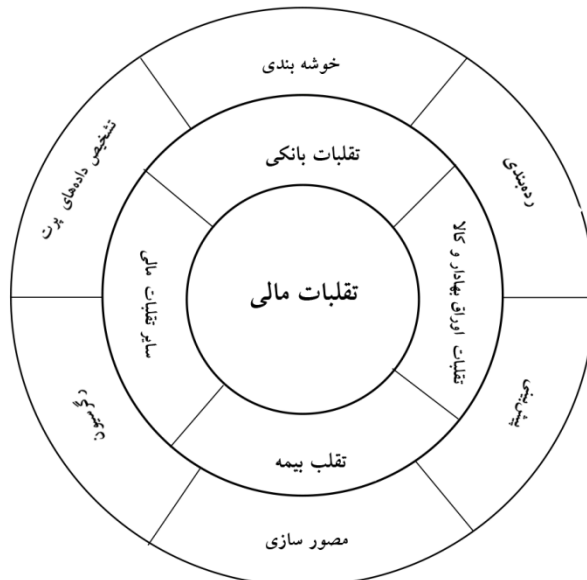 خوشه بندی
رده‌بندی
پیش‌بینی
مصور سازی
رگرسیون
تشخیص داده‌های پرت
تقلبات بانکی
تقلبات اوراق بهادار و کالا
تقلب بیمه
سایر تقلبات مالی
تقلبات مالی